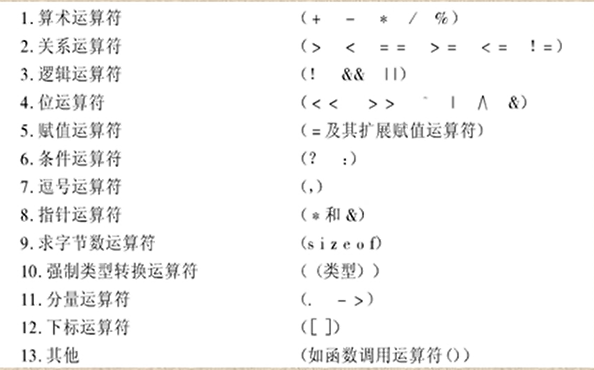 1.算术运算符 (+ - * / %)
2.关系运算符 (> < == >= <= !=)
3.逻辑运算符 (! && ||)
4.位运算符 (<< >> ~ | /\ &)
5.赋值运算符 (=及其扩展赋值运算符)
6.条件运算符 (? :)
7.逗号运算符 (,)
8.指针运算符 (*和&)
9.求字节数运算符 (sizeof)
10.强制类型转换运算符 ((类型))
11.分量运算符 (. ->)
12.下标运算符 ([ ])
13.其他 (如函数调用运算符())